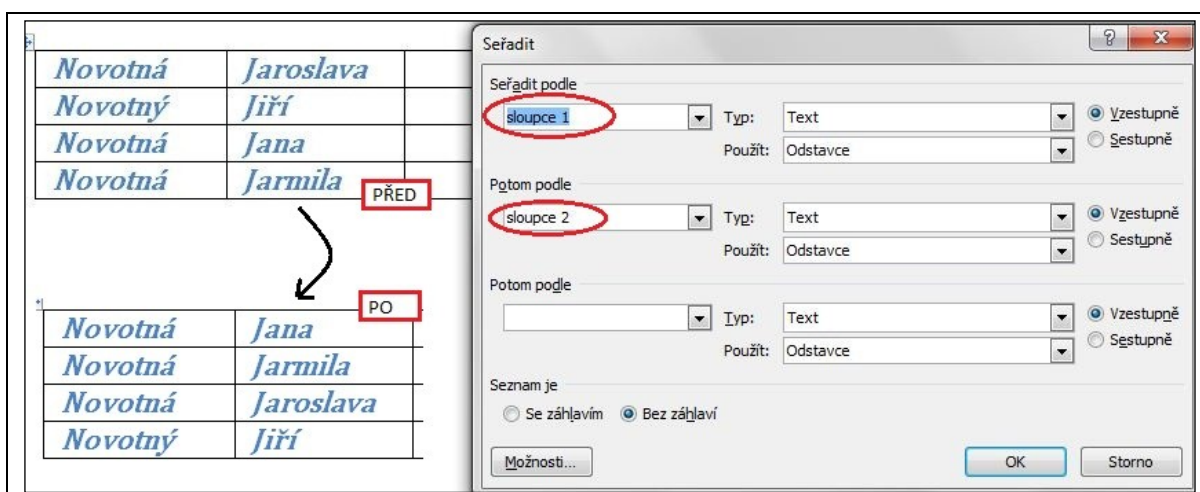 Novotná Jaroslava
Novotný Jiří
Novotná Jana
Novotná Jarmila
PŘED
PO
Novotná Jana
Novotná Jarmila
Novotná Jaroslava
Novotný Jiří
Seřadit
Seřadit podle
sloupce 1 Typ: Text Vzestupně
Použít: Odstavce Sestupně
Potom podle
sloupce 2 Typ: Text Vzestupně
Použít: Odstavce Sestupně
Potom podle
Typ: Text Vzestupně
Použít: Odstavce Sestupně
Seznam je
Se záhlavím Bez záhlaví
Možnosti... OK Storno